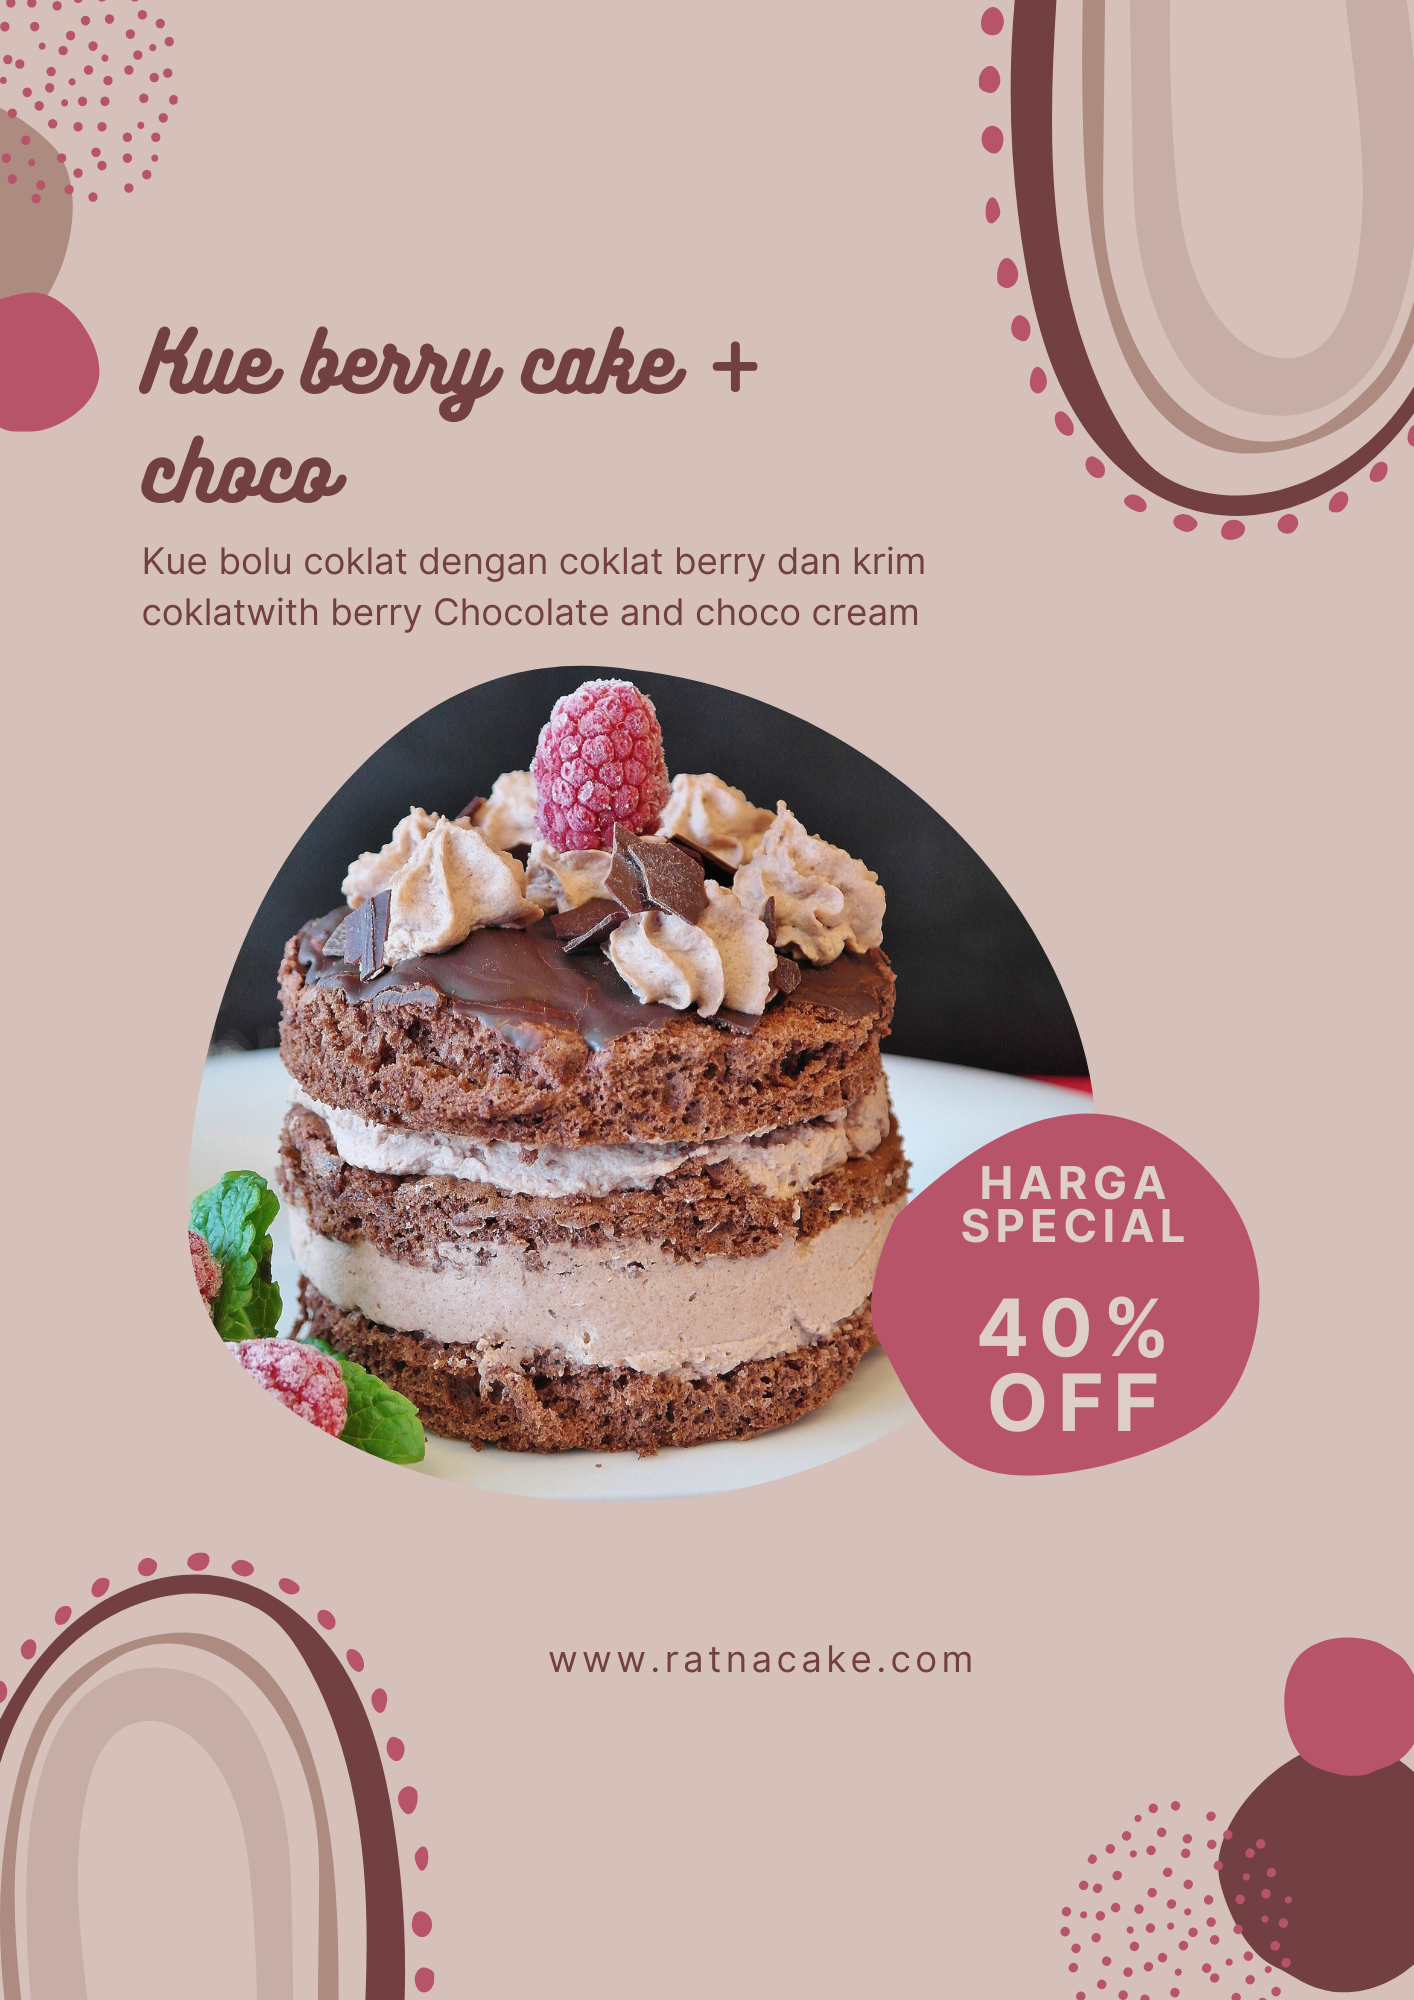 Kue berry cake +
choco
Kue bolu coklat dengan coklat berry dan krim
coklatwith berry Chocolate and choco cream
HARGA
SPECIAL
40%
OFF
www.ratnacake.com